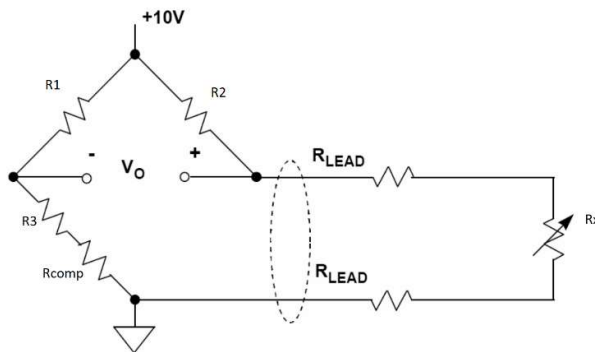 +10V
R1
R2
- Vo +
RLEAD
R3
Rx
Rcomp
RLEAD